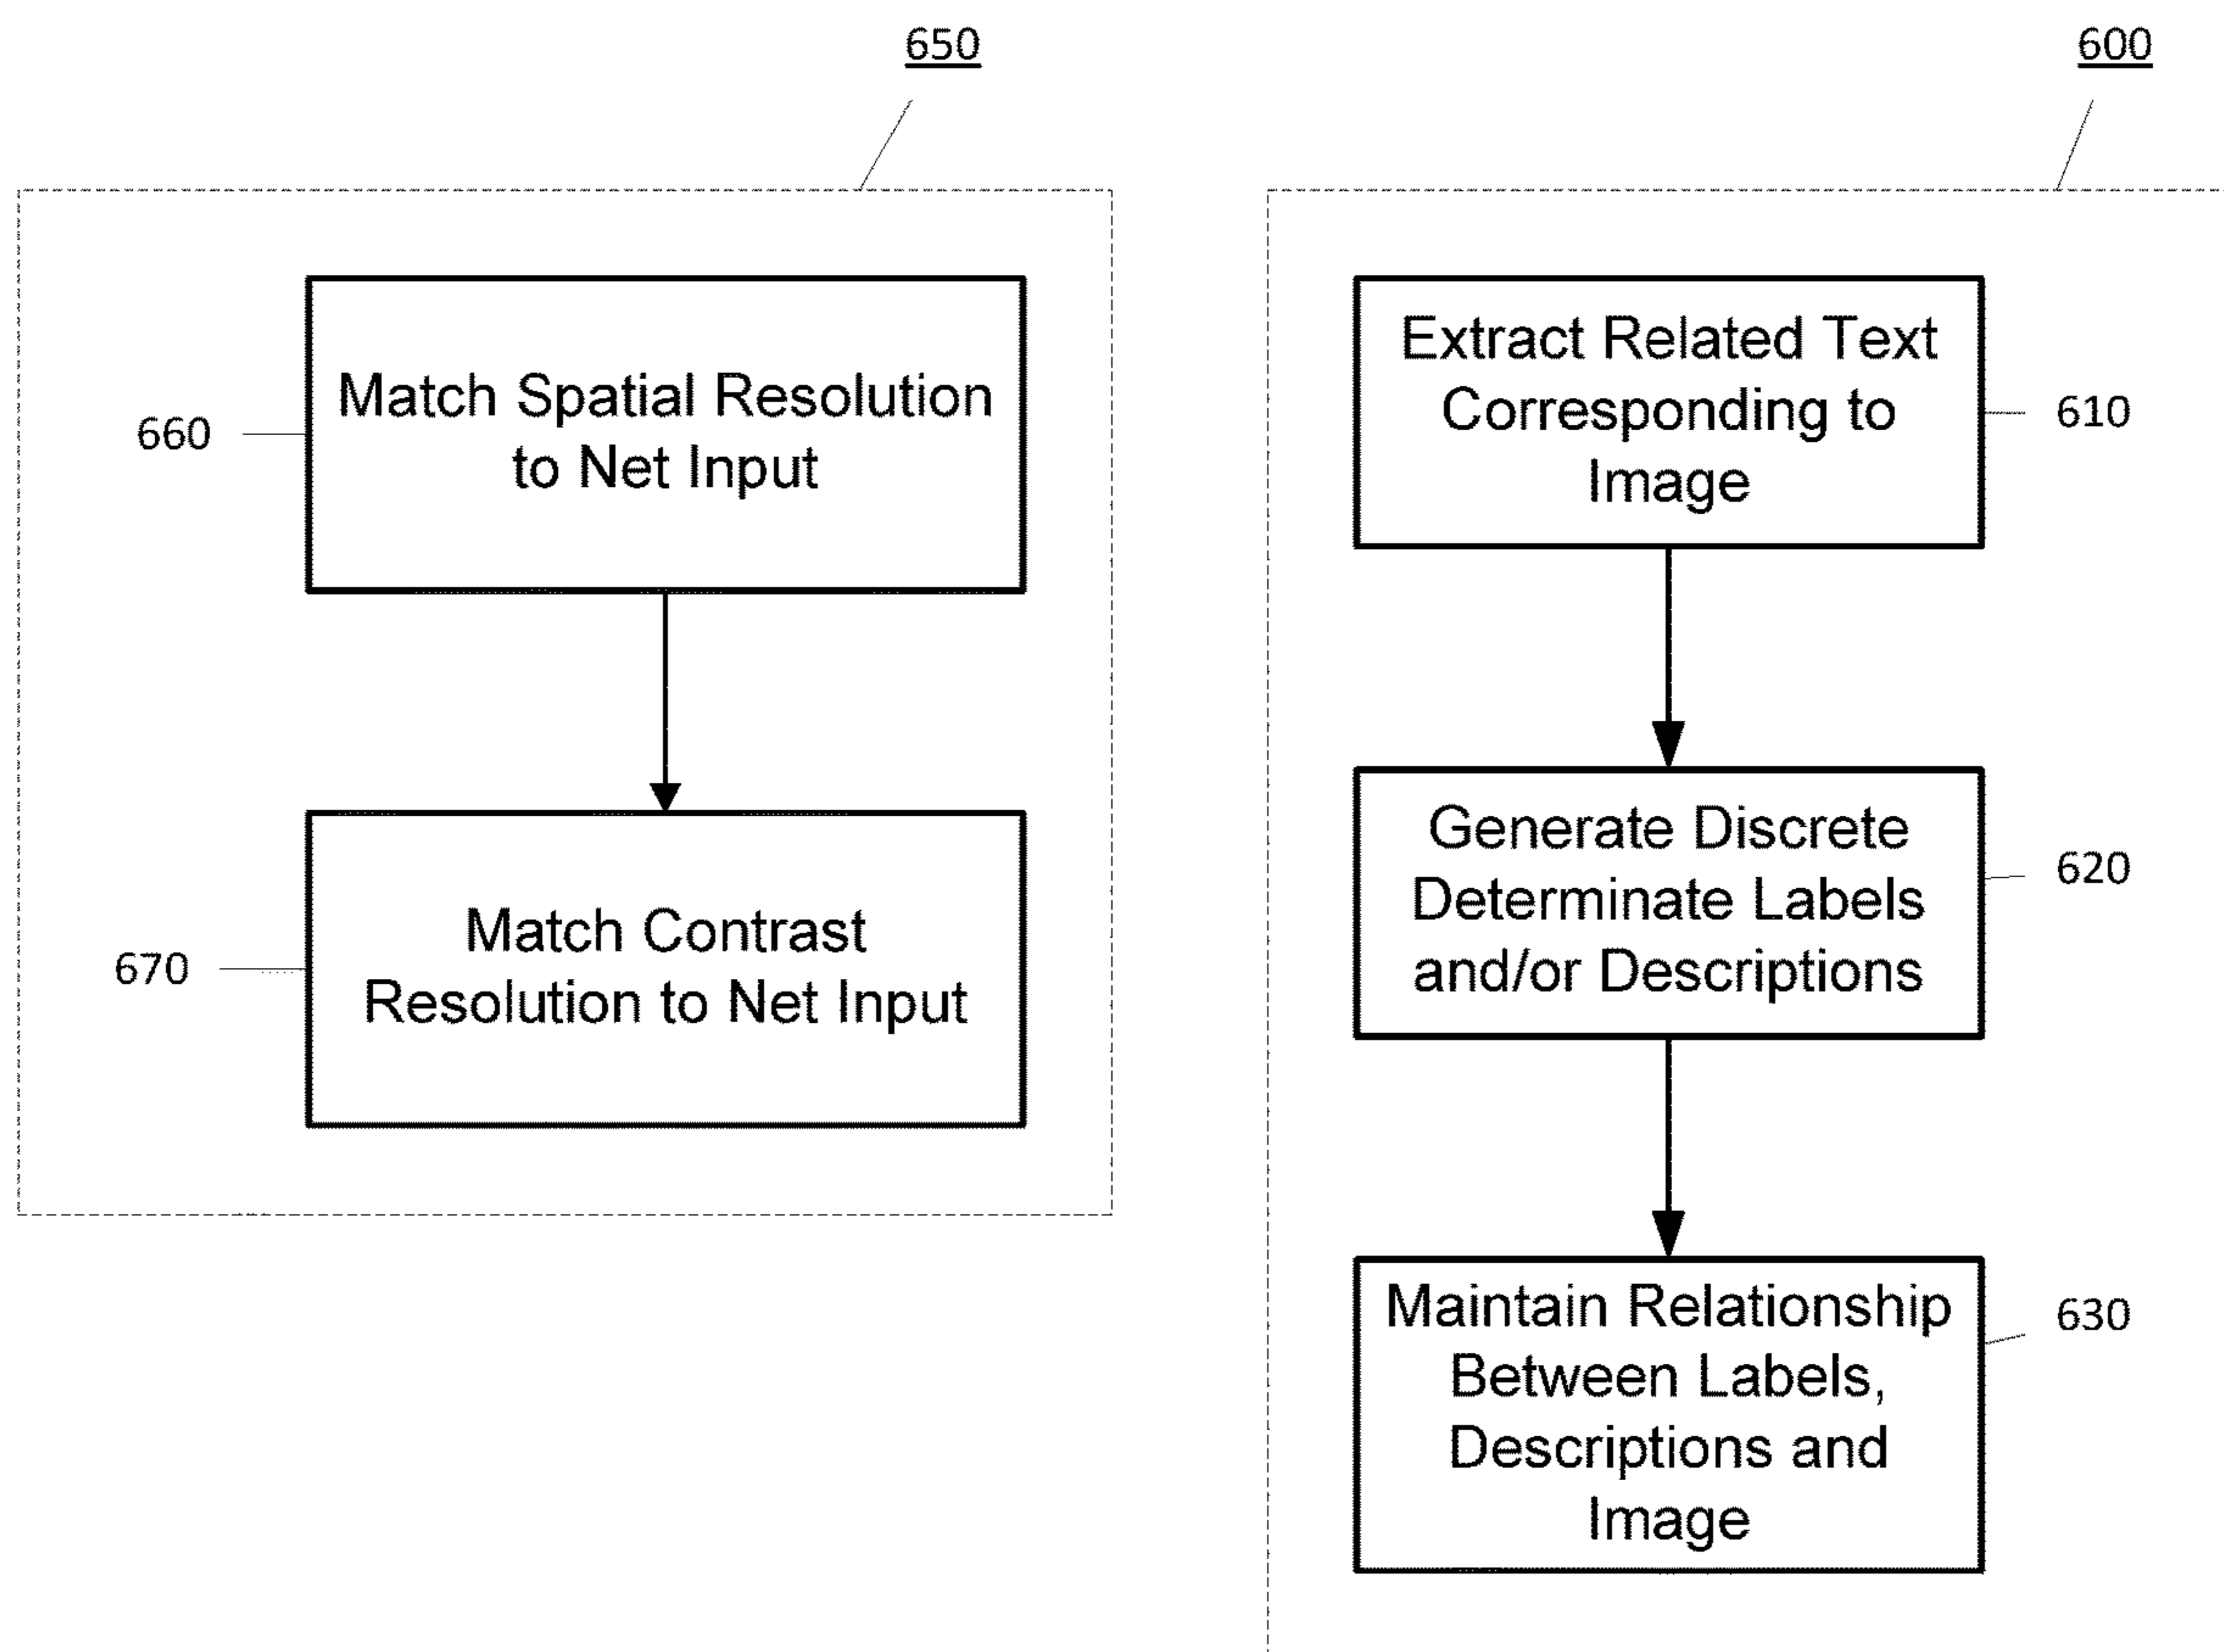 650
660
Match Spatial Resolution
to Net Input
670
Match Contrast
Resolution to Net Input
600
Extract Related Text
Corresponding to
Image
610
Generate Discrete
Determinate Labels
and/or Descriptions
620
Maintain Relationship
Between Labels,
Descriptions and
Image
630